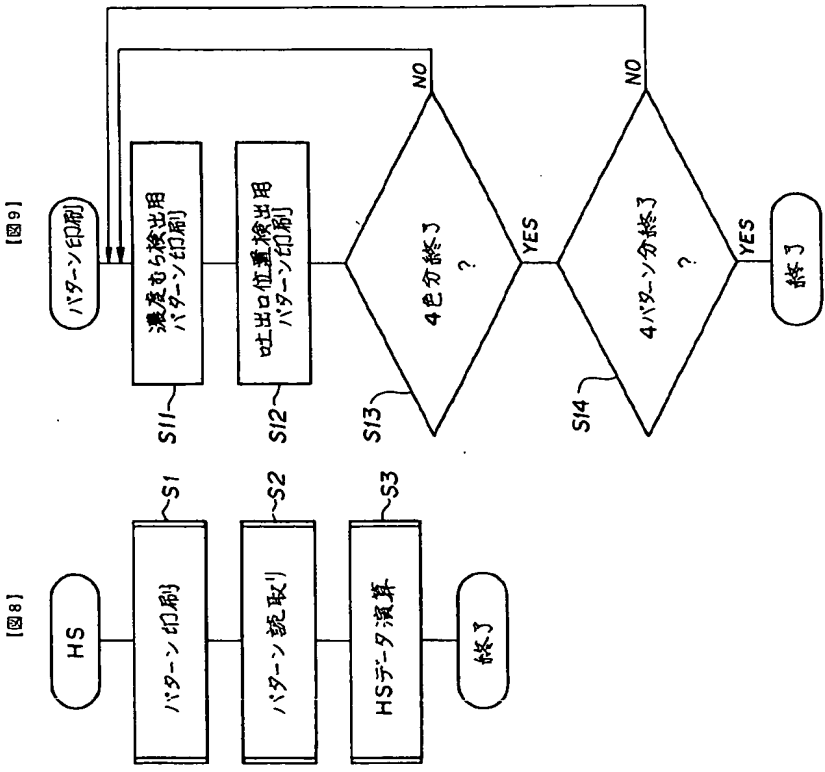 [図8]
HS
パターン印刷
S1
パターン読取り
S2
HSデータ演算
S3
終了
[図9]
パターン印刷
濃度むら検出用
パターン印刷
S11
吐出口位置検出用
パターン印刷
S12
4色分終了
?
S13
NO
YES
4パターン分終了
?
S14
NO
YES
終了